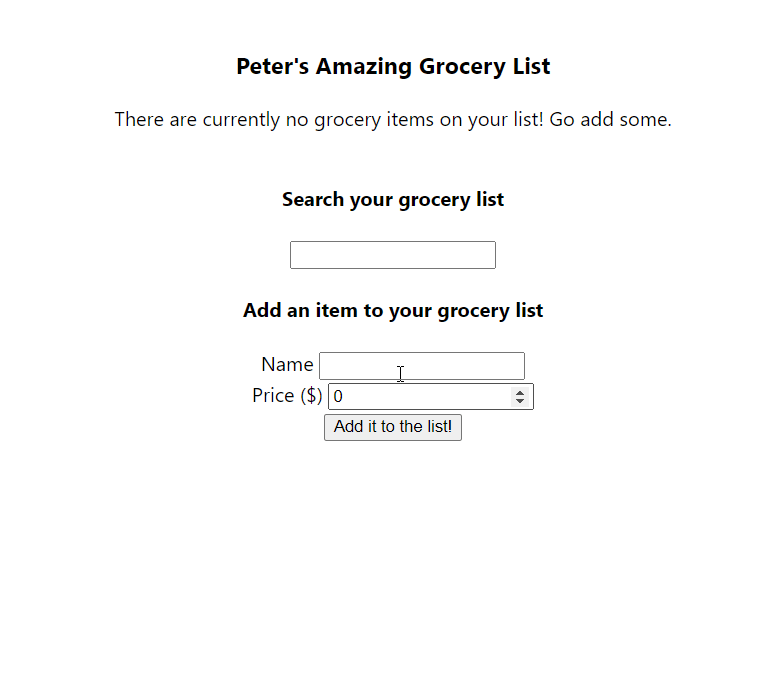 Peter's Amazing Grocery List
There are currently no grocery items on your list! Go add some.
Search your grocery list
Add an item to your grocery list
Name
Price ($) 0
Add it to the list!